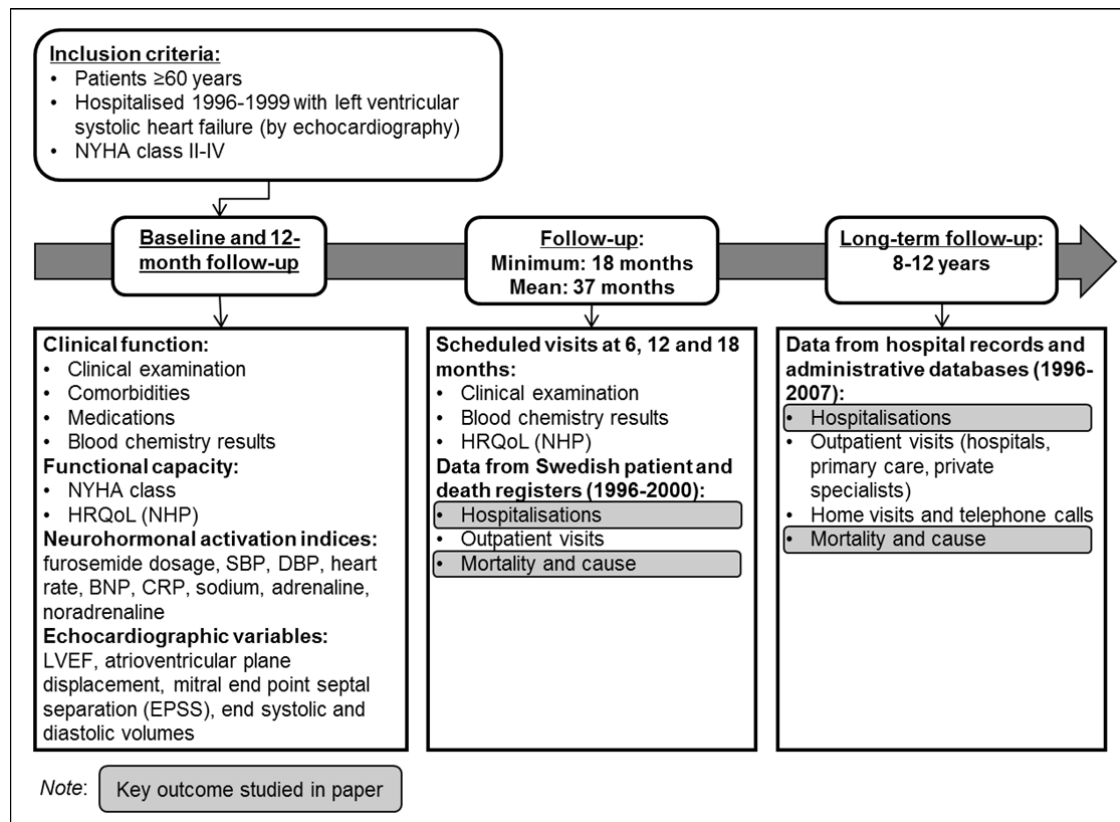 Inclusion criteria:
• Patients ≥60 years
• Hospitalised 1996-1999 with left ventricular
systolic heart failure (by echocardiography)
• NYHA class II-IV
Baseline and 12-
month follow-up
Follow-up:
Minimum: 18 months
Mean: 37 months
Long-term follow-up:
8-12 years
Clinical function:
• Clinical examination
• Comorbidities
• Medications
• Blood chemistry results
Functional capacity:
• NYHA class
• HRQoL (NHP)
Neurohormonal activation indices:
furosemide dosage, SBP, DBP, heart
rate, BNP, CRP, sodium, adrenaline,
noradrenaline
Echocardiographic variables:
LVEF, atrioventricular plane
displacement, mitral end point septal
separation (EPSS), end systolic and
diastolic volumes
Scheduled visits at 6, 12 and 18
months:
• Clinical examination
• Blood chemistry results
• HRQoL (NHP)
Data from Swedish patient and
death registers (1996-2000):
• Hospitalisations
• Outpatient visits
• Mortality and cause
Data from hospital records and
administrative databases (1996-
2007):
• Hospitalisations
• Outpatient visits (hospitals,
primary care, private
specialists)
• Home visits and telephone calls
• Mortality and cause
Note: Key outcome studied in paper